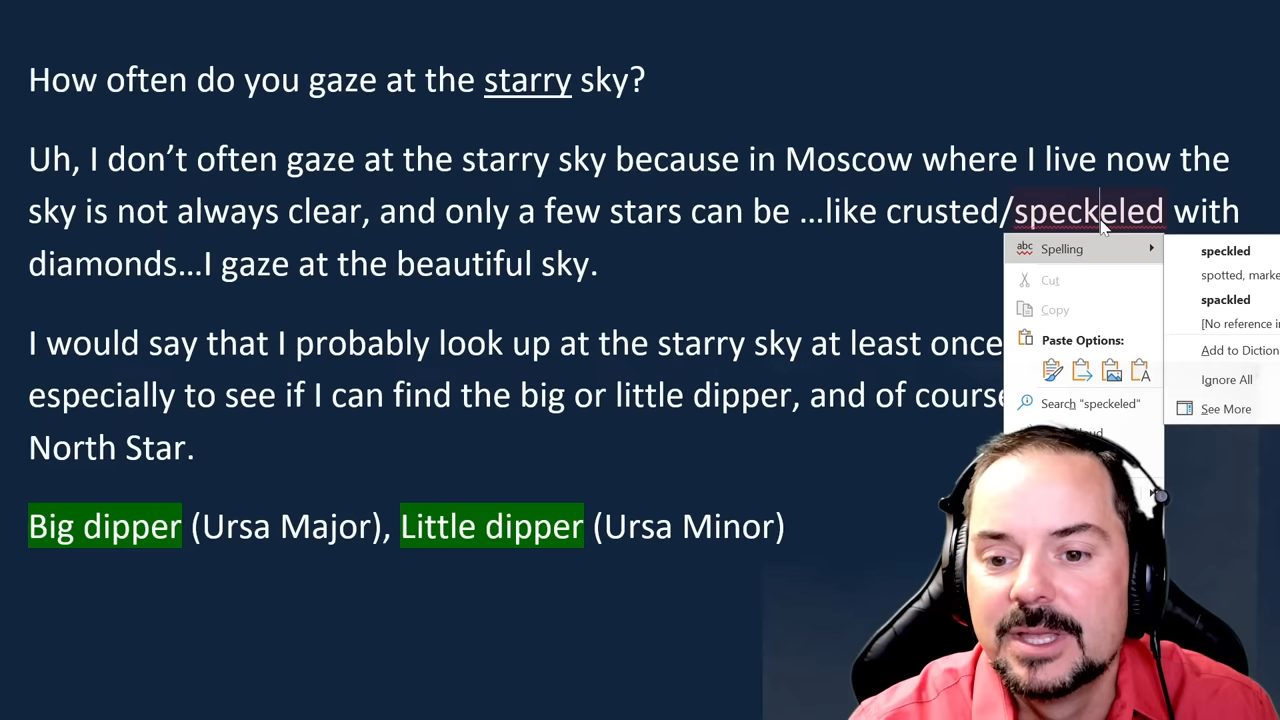 How often do you gaze at the starry sky?
Uh, I don’t often gaze at the starry sky because in Moscow where I live now the
sky is not always clear, and only a few stars can be …like crusted/speckeled with
diamonds…I gaze at the beautiful sky.
I would say that I probably look up at the starry sky at least once
especially to see if I can find the big or little dipper, and of course
North Star.
Big dipper (Ursa Major), Little dipper (Ursa Minor)
abc Spelling
Cut
Copy
Paste Options:
Search "speckeled"
speckled
spotted, marke
spackled
[No reference i
Add to Diction
Ignore All
See More